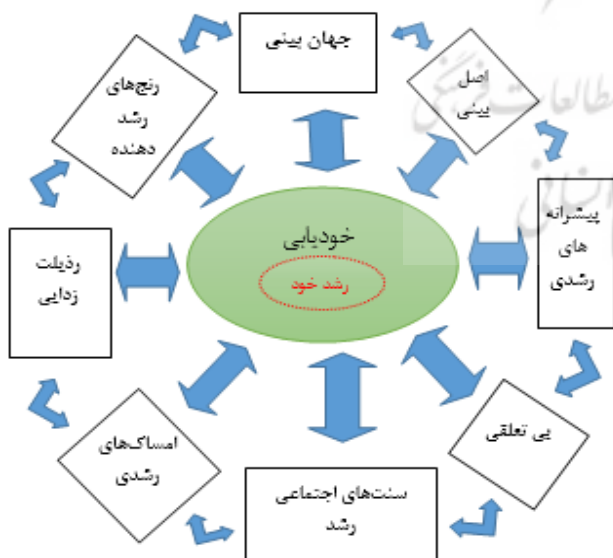 جهان بینی
اصل
بینی
پیشرانه
های
رشدی
بی تعلقی
سنت‌های اجتماعی
رشد
امساک‌های
رشدی
رذیلت
زدایی
رنج‌های
رشد
دهنده
خودیابی
رشد خود